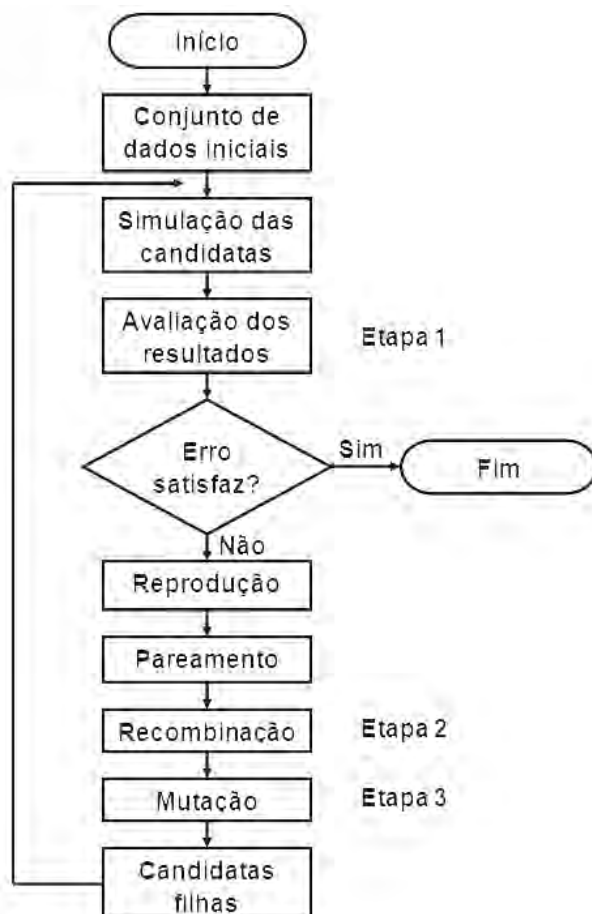 Início
Conjunto de
dados iniciais
Simulação das
candidatas
Avaliação dos
resultados
Etapa 1
Erro
satisfaz?
Sim
Fim
Não
Reprodução
Pareamento
Recombinação
Etapa 2
Mutação
Etapa 3
Candidatas
filhas